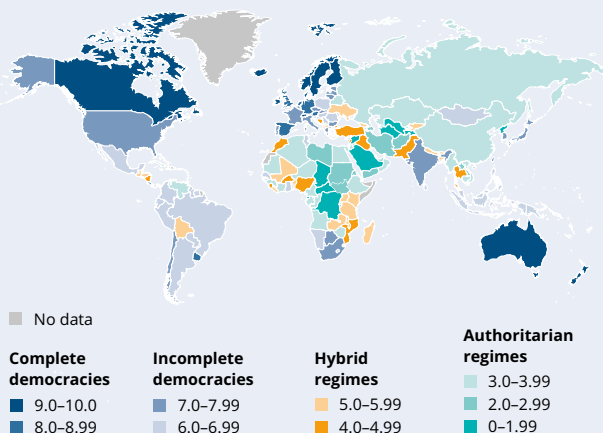 No data
Complete
democracies
9.0–10.0
8.0–8.99
Incomplete
democracies
7.0–7.99
6.0–6.99
Hybrid
regimes
5.0–5.99
4.0–4.99
Authoritarian
regimes
3.0–3.99
2.0–2.99
0–1.99